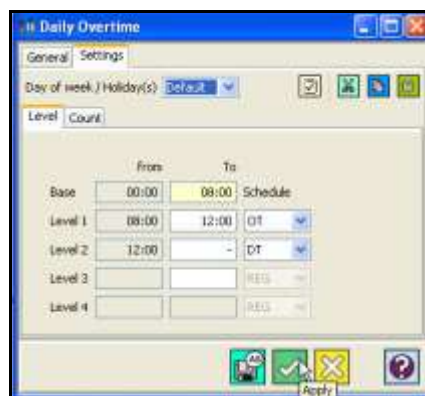 Daily Overtime
General Settings
Day of week / Holiday(s) Default
Level Count
From To
Base 00:00 08:00 Schedule
Level 1 08:00 12:00 OT
Level 2 12:00 - DT
Level 3 REG
Level 4 REG
Apply